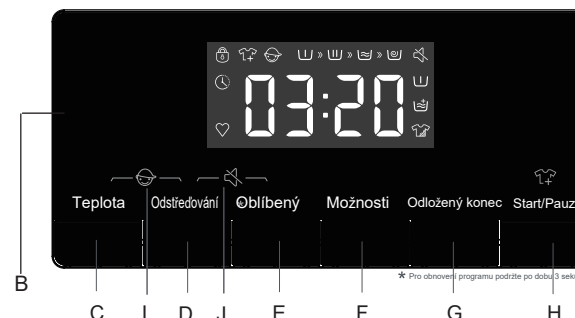 03:20
Teplota Odstřeďování * Oblíbený Možnosti Odložený konec Start/Pauz
* Pro obnovení programu podržte po dobu 3 seku
B
C I D J E F G H